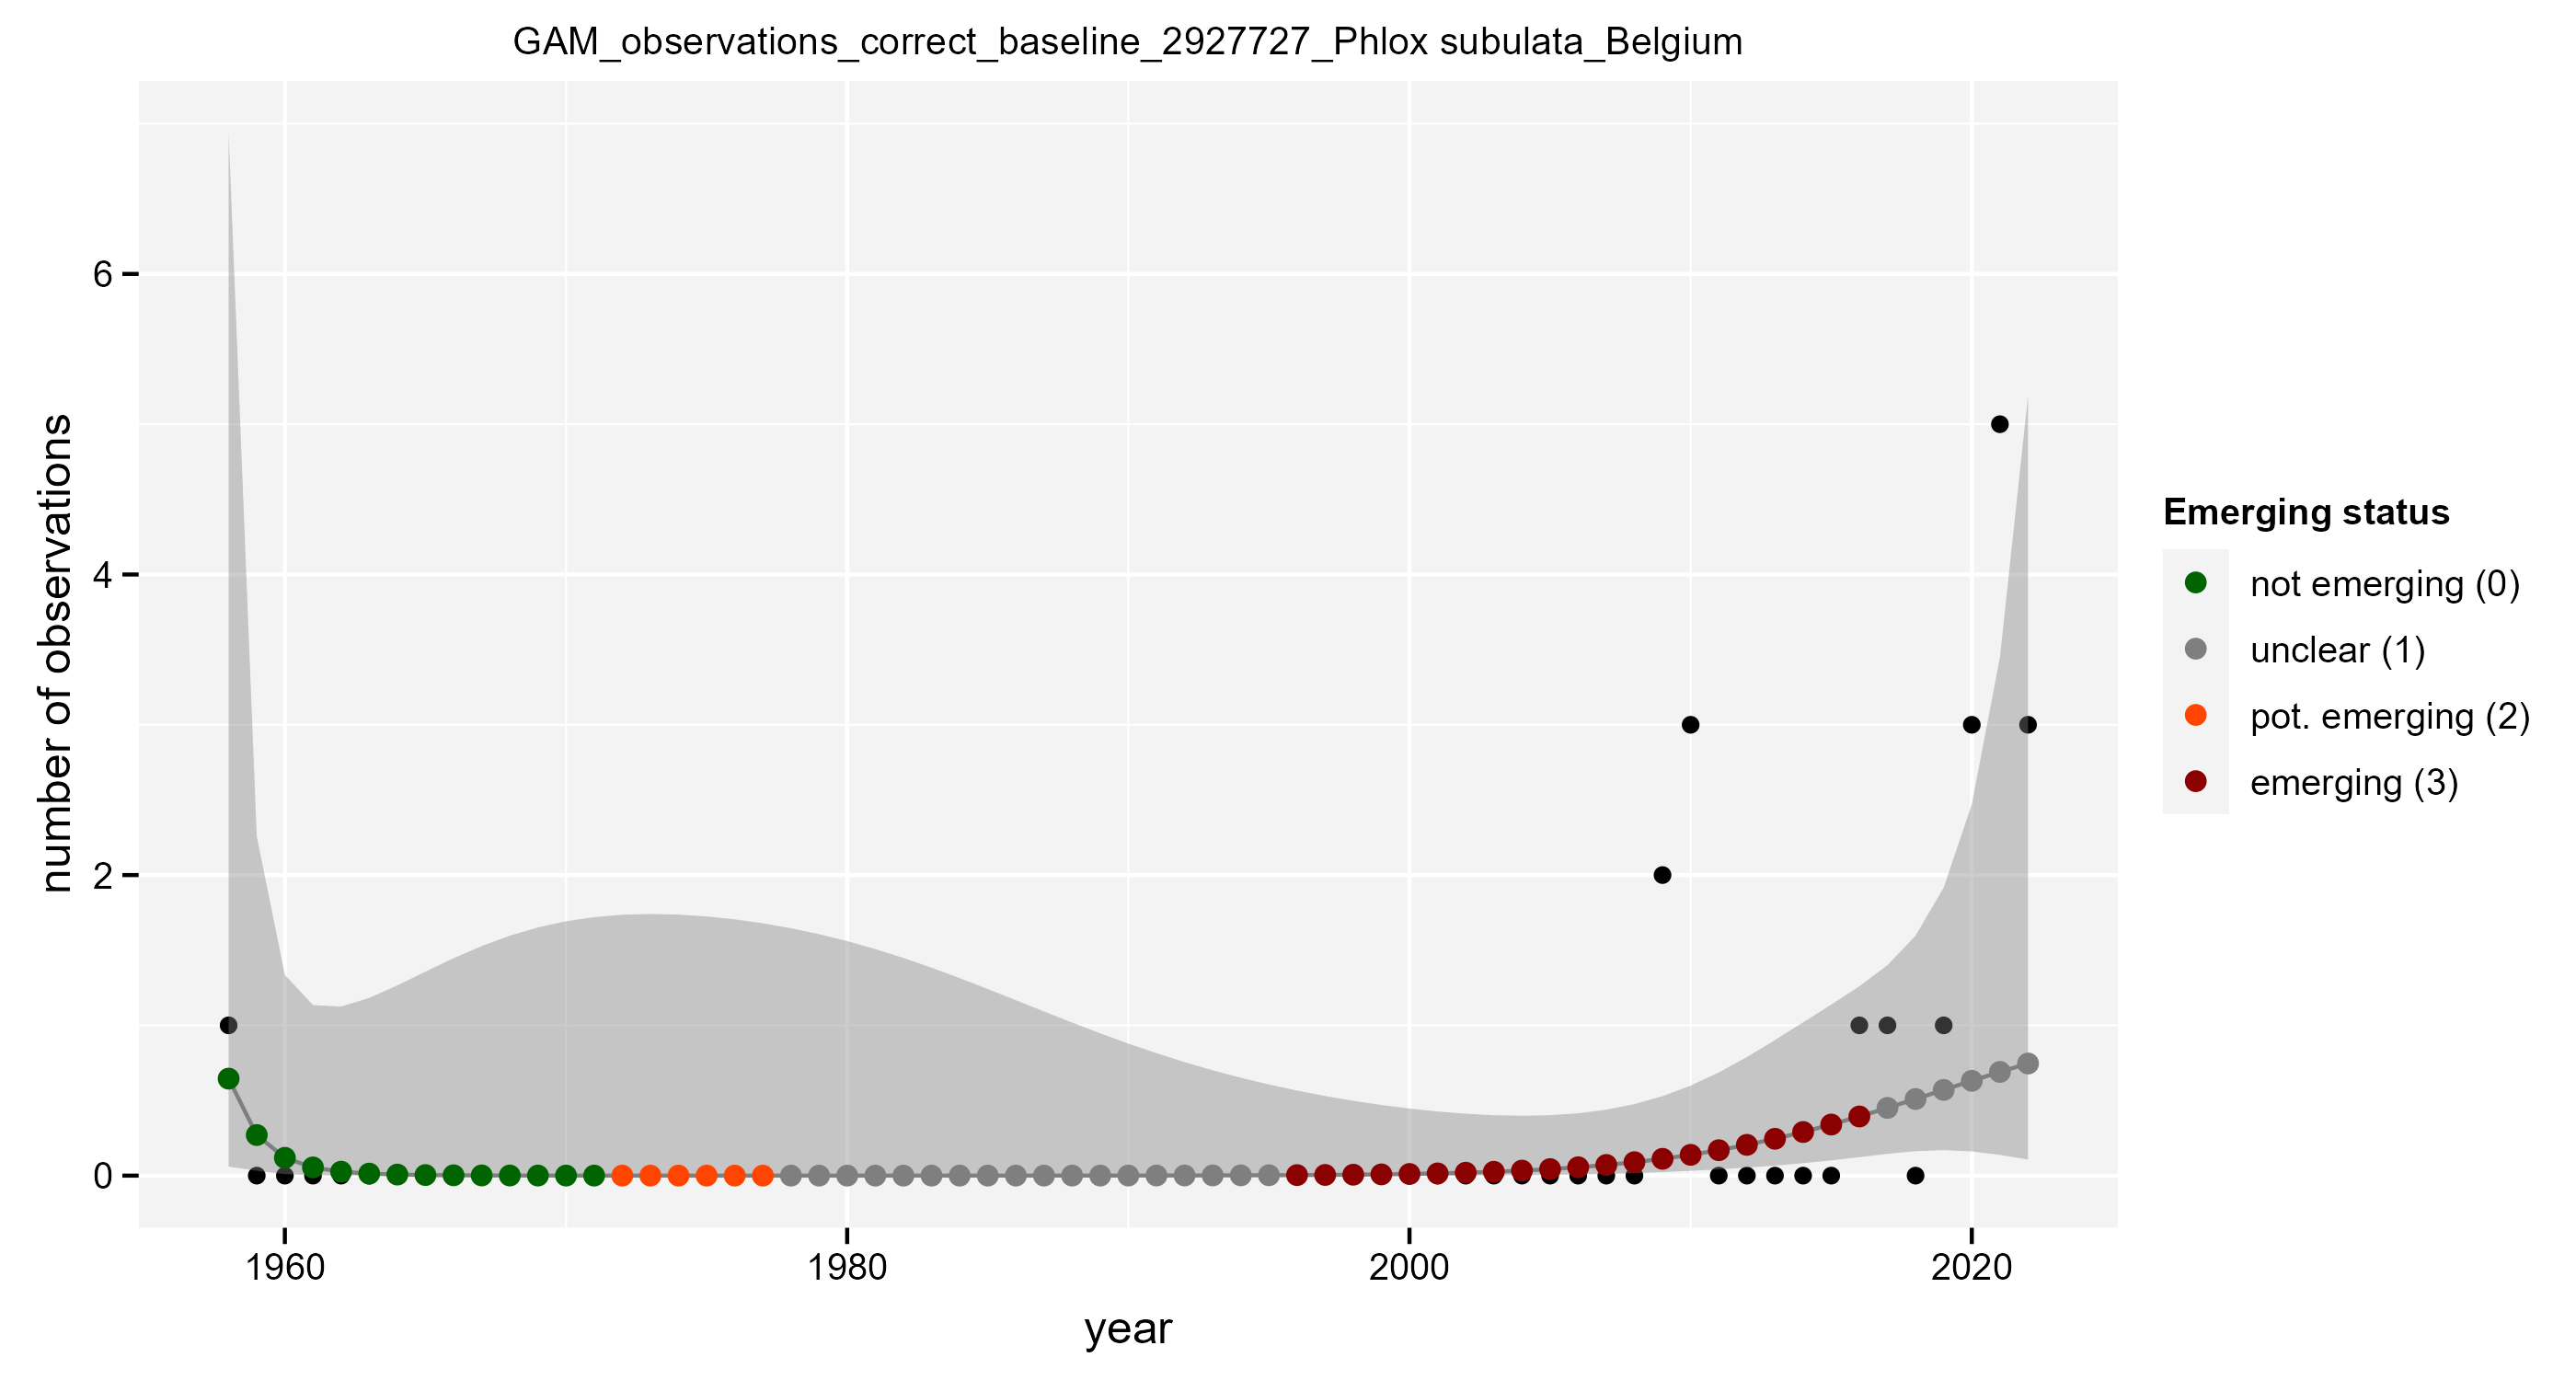 GAM_observations_correct_baseline_2927727_Phlox subulata_Belgium
number of observations
6
4
2
0
1960
1980
2000
2020
year
Emerging status
not emerging (0)
unclear (1)
pot. emerging (2)
emerging (3)